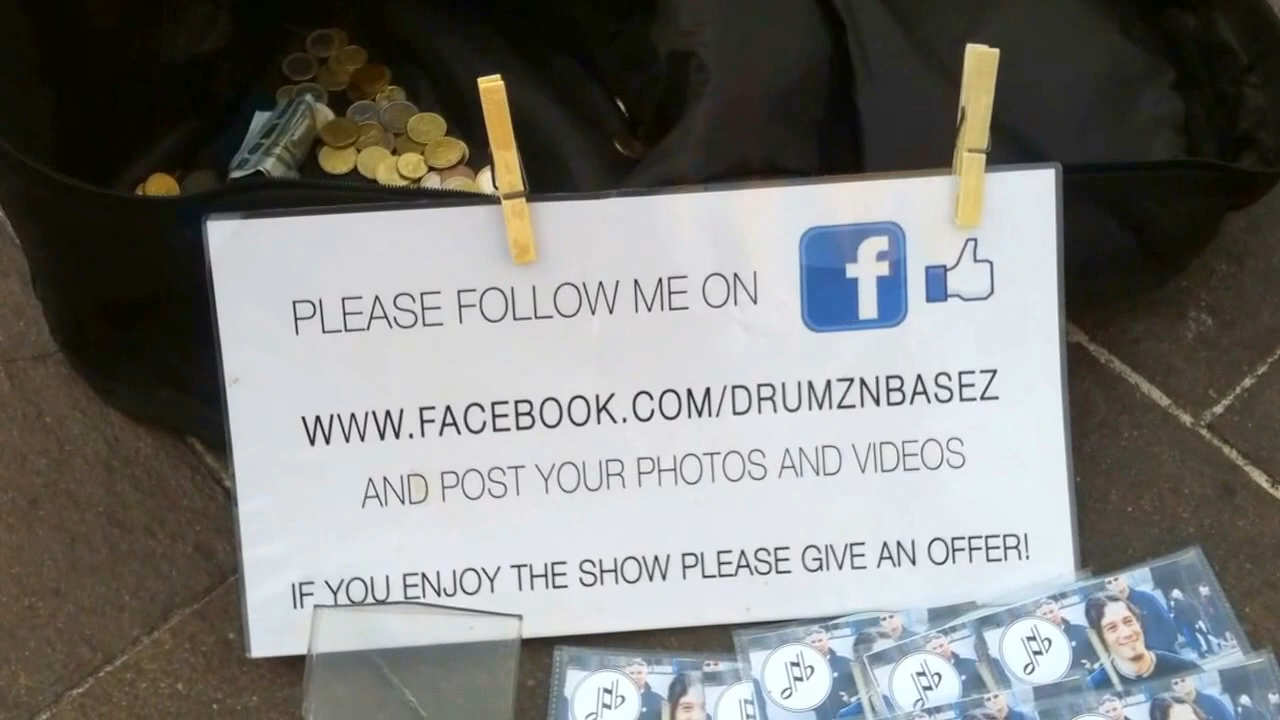 PLEASE FOLLOW ME ON f
WWW.FACEBOOK.COM/DRUMZNBASEZ
AND POST YOUR PHOTOS AND VIDEOS
IF YOU ENJOY THE SHOW PLEASE GIVE AN OFFER!